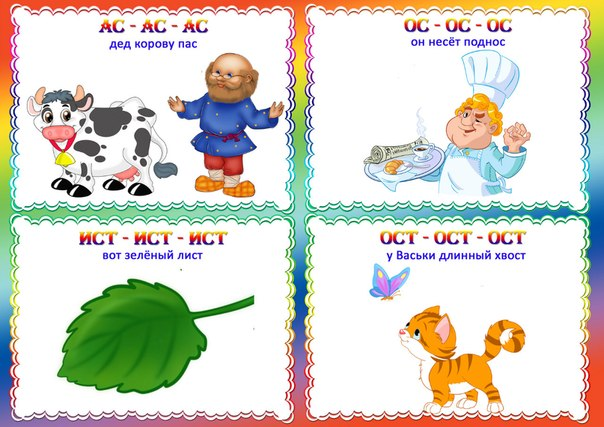 АС - АС - АС
дед корову пас
ОС - ОС - ОС
он несёт поднос
ИСТ - ИСТ - ИСТ
вот зелёный лист
ОСТ - ОСТ - ОСТ
у Васьки длинный хвост